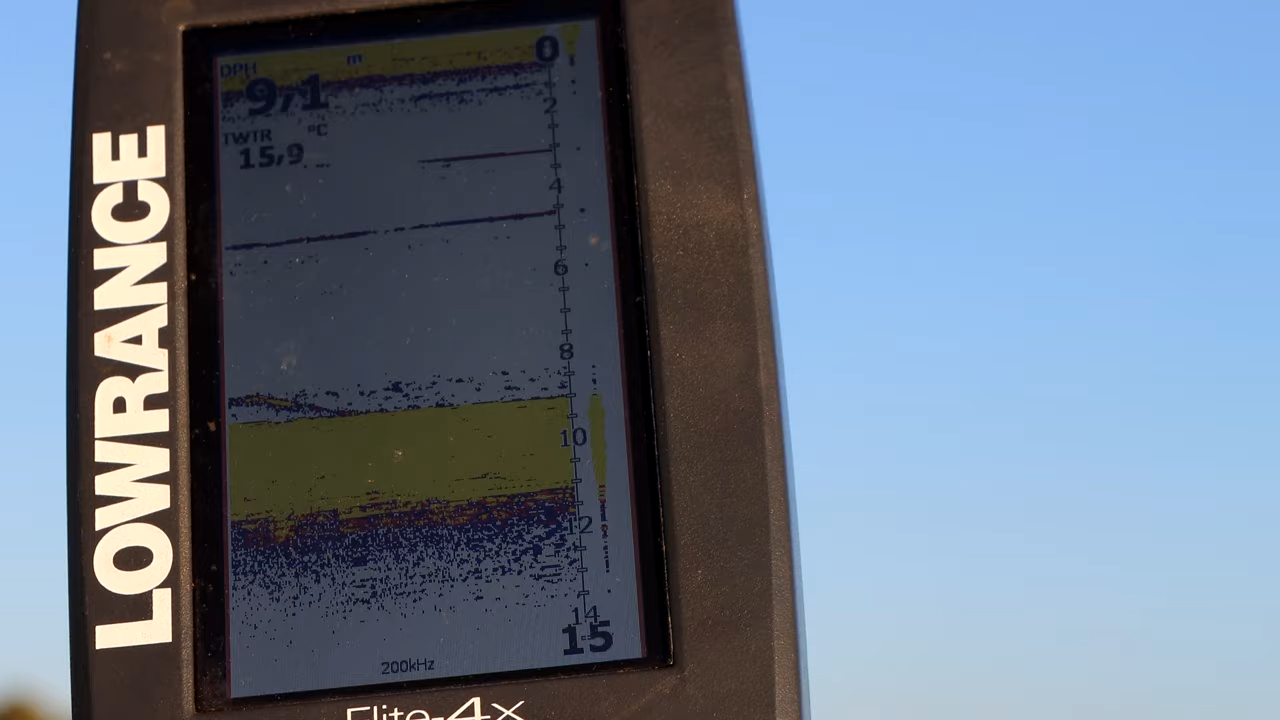 LOWRANCE
DPH m
9,1
TWTR °C
15,9
0
2
4
6
8
10
12
14
15
200kHz
Elite-4x